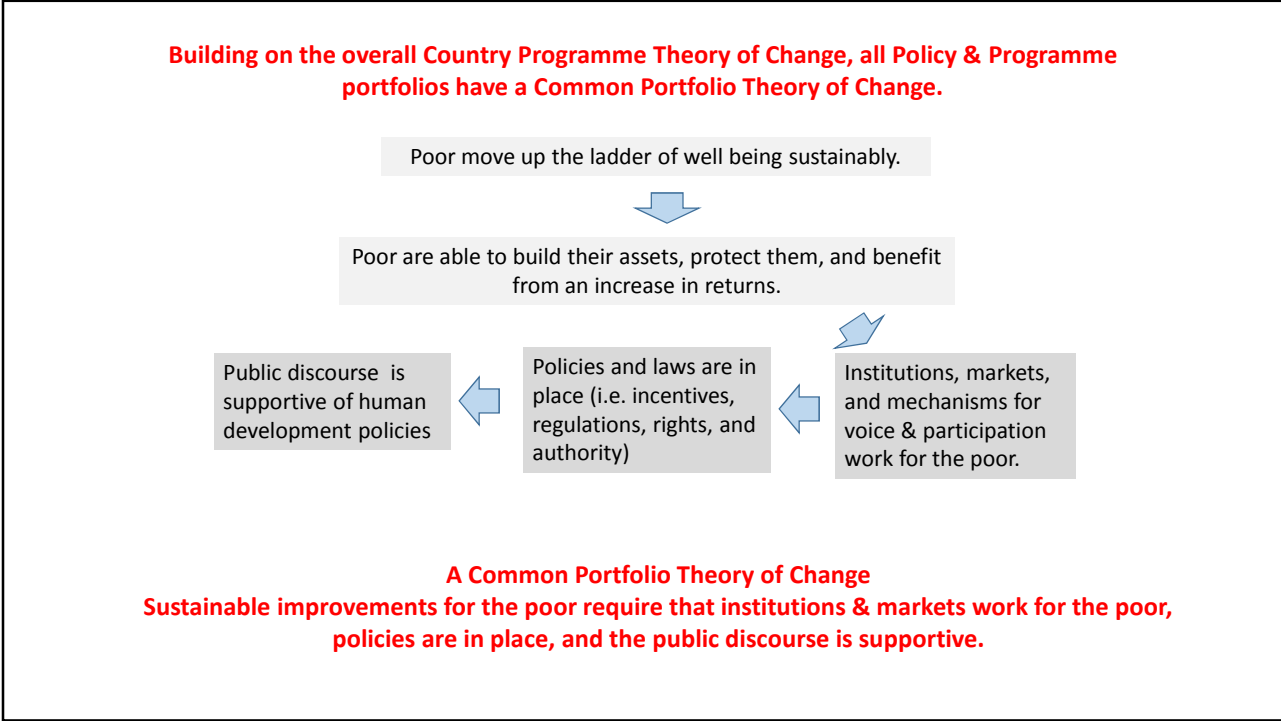 Building on the overall Country Programme Theory of Change, all Policy & Programme
portfolios have a Common Portfolio Theory of Change.
Poor move up the ladder of well being sustainably.
Poor are able to build their assets, protect them, and benefit
from an increase in returns.
Public discourse  is
supportive of human
development policies
Policies and laws are in
place (i.e. incentives,
regulations, rights, and
authority)
Institutions, markets,
and mechanisms for
voice & participation
work for the poor.
A Common Portfolio Theory of Change
Sustainable improvements for the poor require that institutions & markets work for the poor,
policies are in place, and the public discourse is supportive.